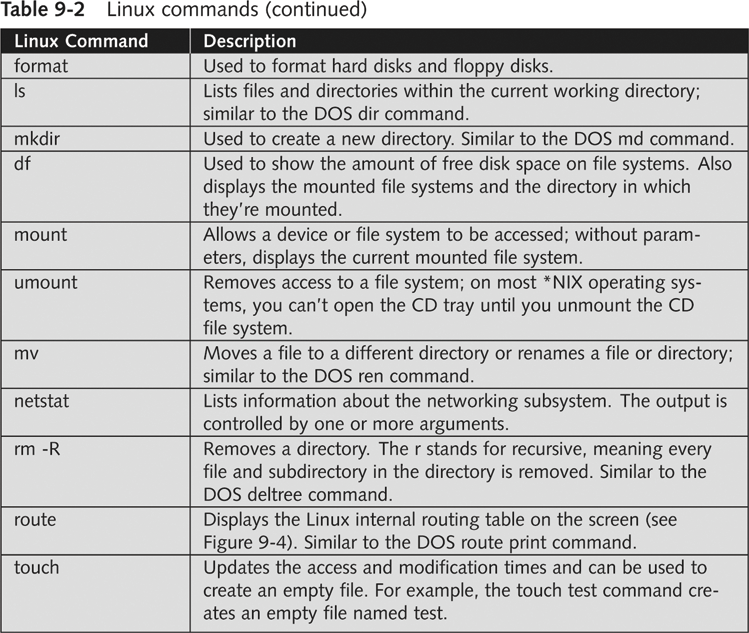 Table 9-2 Linux commands (continued)
Linux Command Description
format Used to format hard disks and floppy disks.
ls Lists files and directories within the current working directory;
similar to the DOS dir command.
mkdir Used to create a new directory. Similar to the DOS md command.
df Used to show the amount of free disk space on file systems. Also
displays the mounted file systems and the directory in which
they're mounted.
mount Allows a device or file system to be accessed; without param-
eters, displays the current mounted file system.
umount Removes access to a file system; on most *NIX operating sys-
tems, you can't open the CD tray until you unmount the CD
file system.
mv Moves a file to a different directory or renames a file or directory;
similar to the DOS ren command.
netstat Lists information about the networking subsystem. The output is
controlled by one or more arguments.
rm -R Removes a directory. The r stands for recursive, meaning every
file and subdirectory in the directory is removed. Similar to the
DOS deltree command.
route Displays the Linux internal routing table on the screen (see
Figure 9-4). Similar to the DOS route print command.
touch Updates the access and modification times and can be used to
create an empty file. For example, the touch test command cre-
ates an empty file named test.